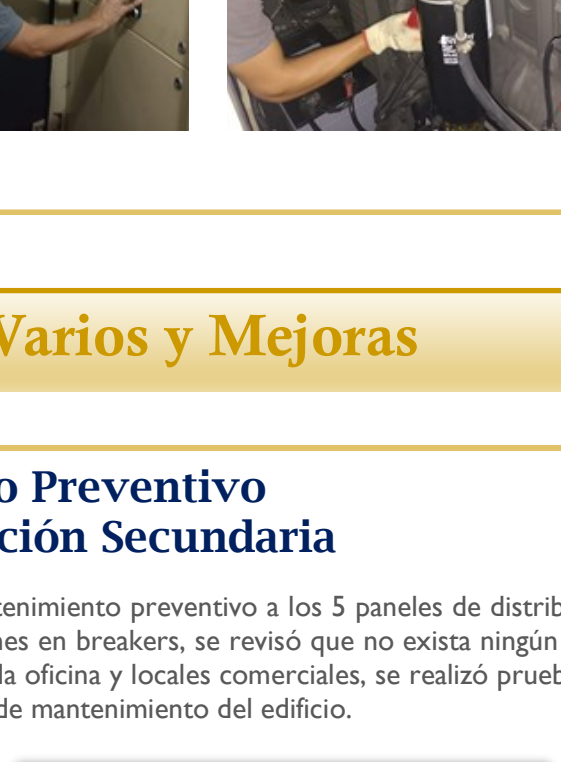 Varios y Mejoras
o Preventivo
ción Secundaria
tenimiento preventivo a los 5 paneles de distrib
nes en breakers, se revisó que no exista ningún
da oficina y locales comerciales, se realizó prueb
de mantenimiento del edificio.